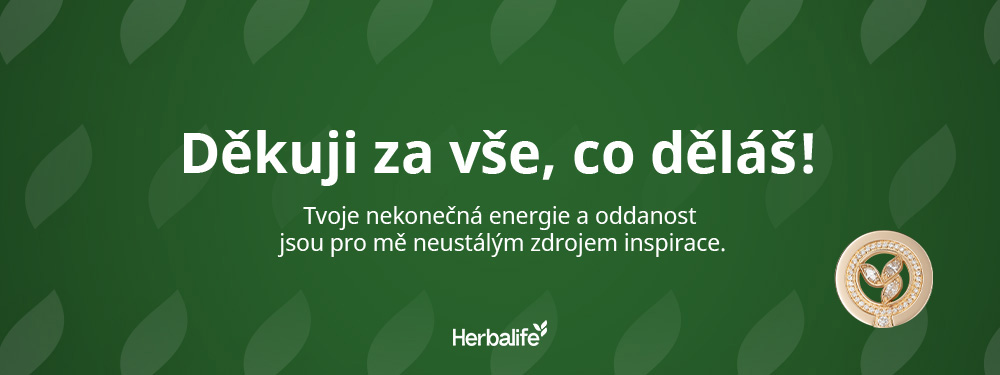 Děkuji za vše, co děláš!
Tvoje nekonečná energie a oddanost
jsou pro mě neustálým zdrojem inspirace.
Herbalife